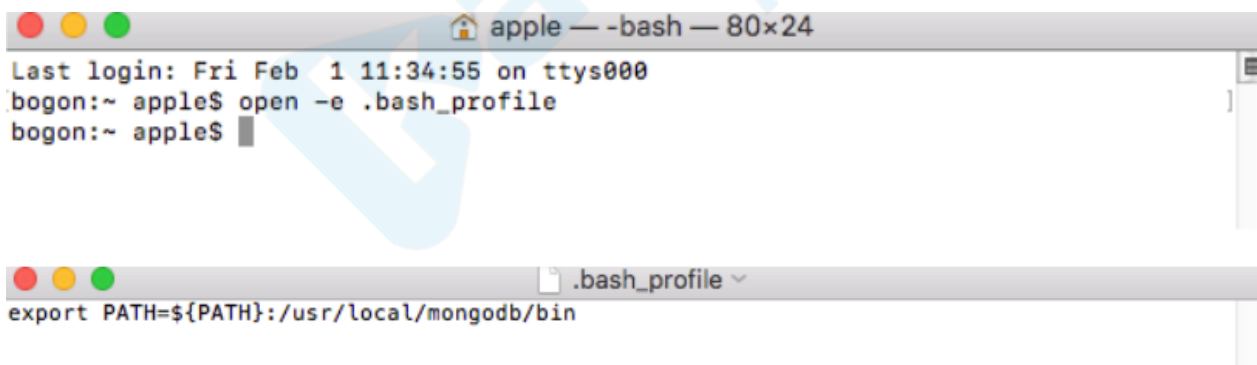 apple — -bash — 80×24
Last login: Fri Feb  1 11:34:55 on ttys000
[bogon:~ apple$ open -e .bash_profile ]
bogon:~ apple$
.bash_profile
export PATH=${PATH}:/usr/local/mongodb/bin